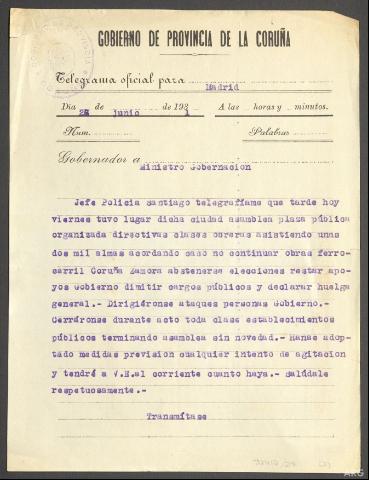 GOBIERNO DE PROVINCIA DE LA CORUÑA
Telegrama oficial para Madrid
Día de junio de 1931 A las horas y minutos.
Núm. Palabras
Gobernador a Ministro Gobernacion
Jefe Policia Santiago telegrafíame que tarde hoy
viernes tuvo lugar dicha ciudad asamblea plaza pública
organizada directivas clases obreras asistiendo unas
dos mil almas acordando caso no continuar obras ferro-
carril Coruña Zamora abstenerse elecciones restar apo-
yos Gobierno dimitir cargos públicos y declarar huelga
general.- Dirigiéronse ataques personas Gobierno.-
Cerráronse durante acto toda clase establecimientos
públicos terminando asamblea sin novedad.- Hanse adop-
tado medidas prevision cualquier intento de agitacion
y tendré a V.E.al corriente cuanto haya.- Salúdale
respetuosamente.-
Transmítase
ARG